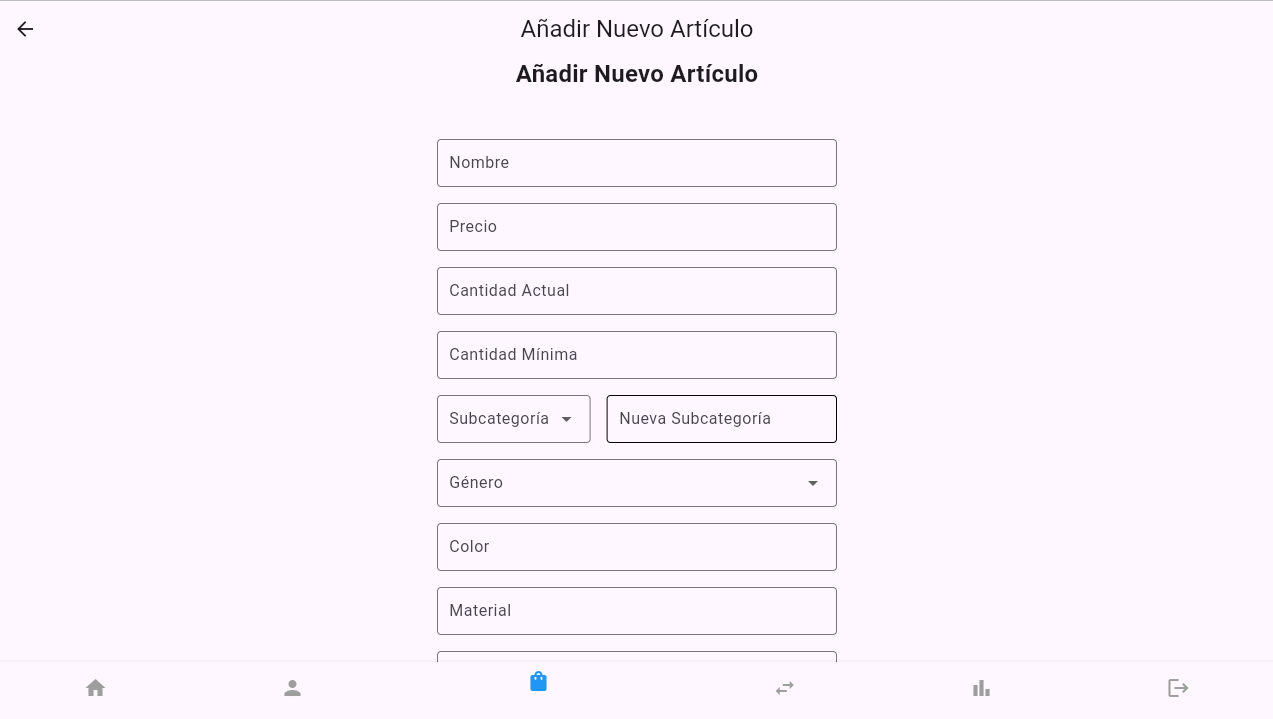 Añadir Nuevo Artículo
Añadir Nuevo Artículo
Nombre
Precio
Cantidad Actual
Cantidad Mínima
Subcategoría
Nueva Subcategoría
Género
Color
Material